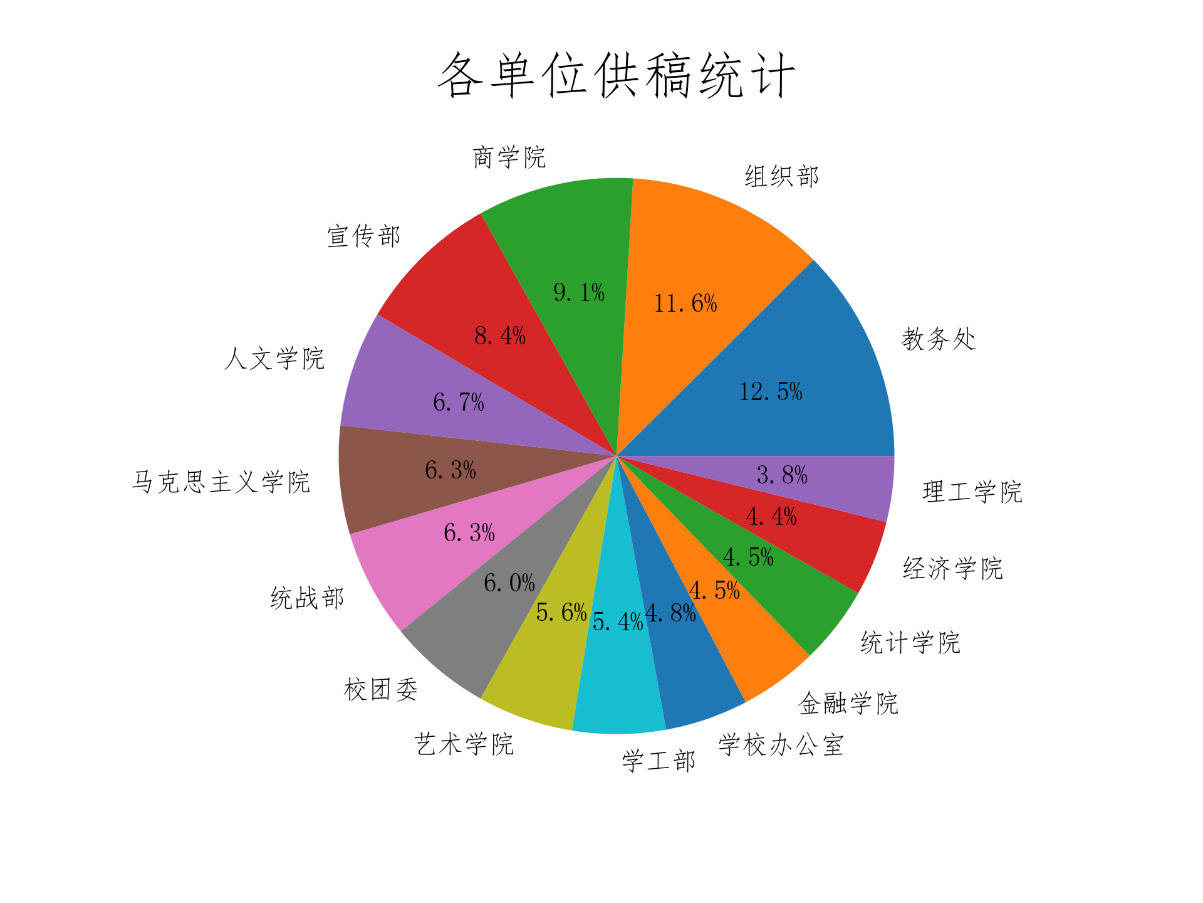 各单位供稿统计
商学院
组织部
宣传部
9.1%
11.6%
8.4%
教务处
人文学院
12.5%
6.7%
6.3%
3.8%
马克思主义学院
理工学院
6.3%
4.4%
4.5%
经济学院
统战部
6.0%
4.5%
5.6%
5.4%
4.8%
统计学院
校团委
金融学院
艺术学院
学工部
学校办公室